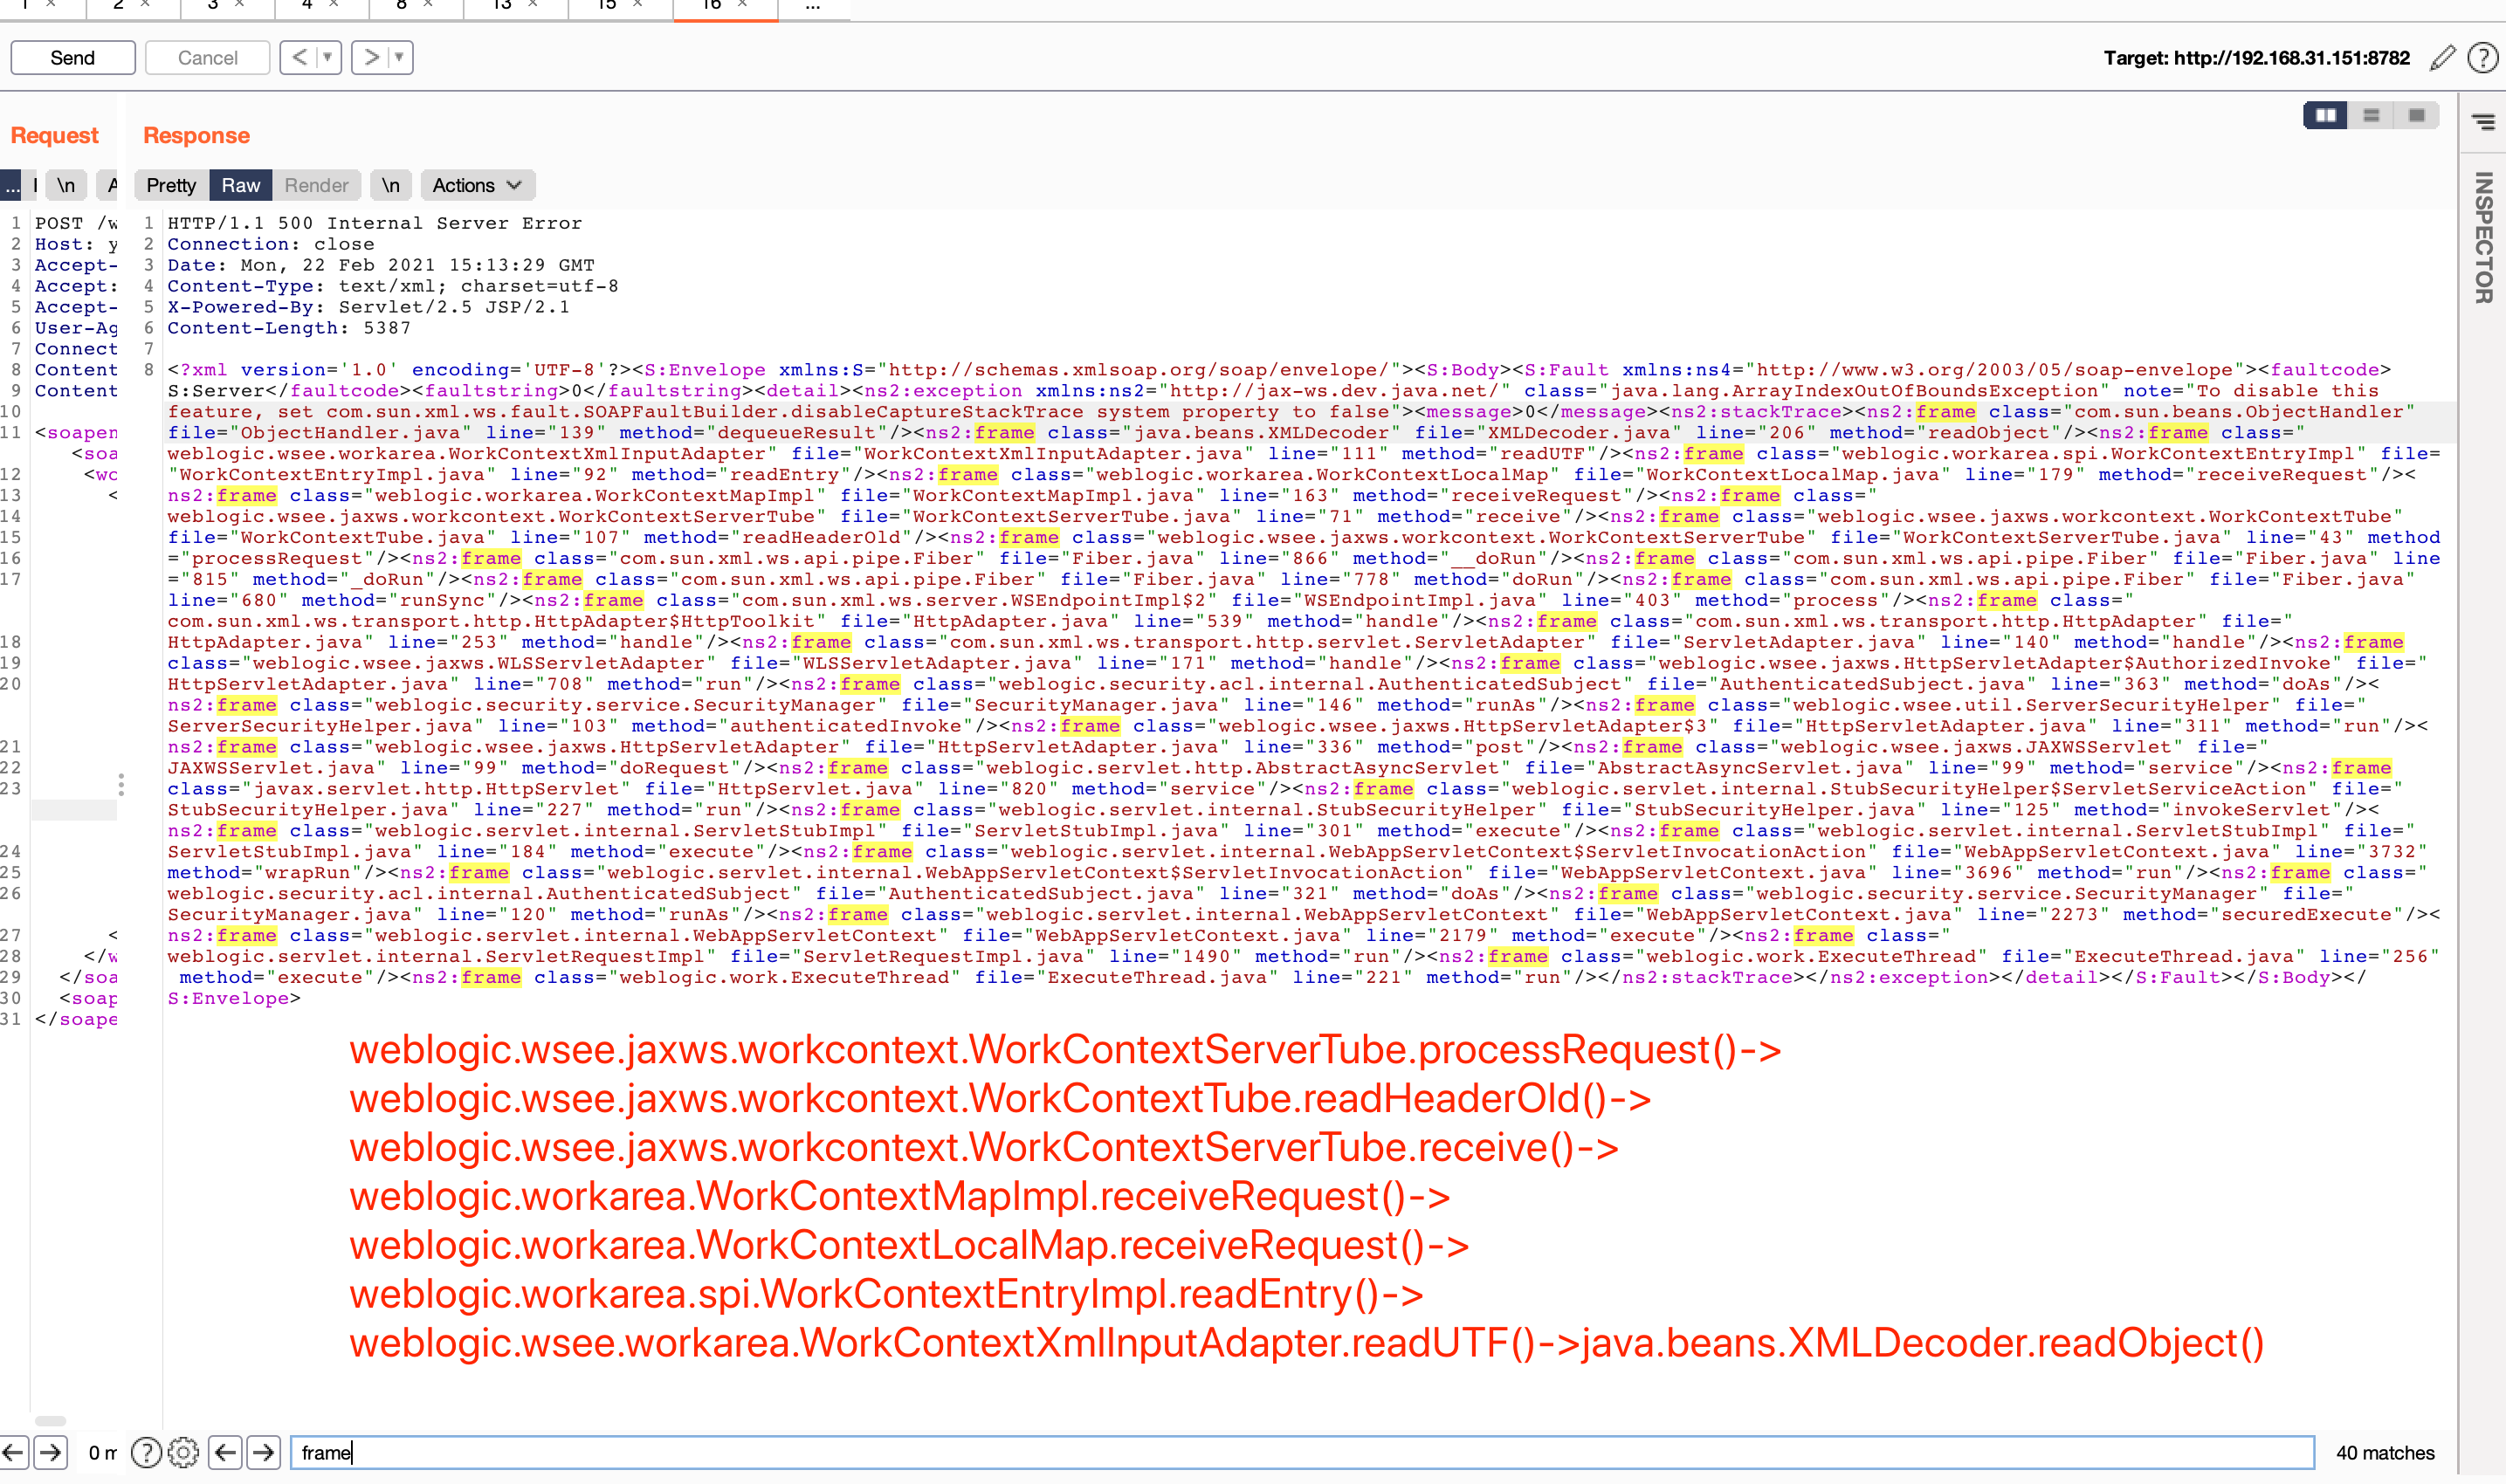 1 × 2 × 3 × 4 × 8 × 13 × 15 × 16 × ...
Send Cancel < > Target: http://192.168.31.151:8782
Request Response
... \n Pretty Raw Render \n Actions
INSPECTOR
1 POST /w
2 Host: y
3 Accept-
4 Accept:
5 Accept-
6 User-Ag
7 Connect
8 Content
9 Content
10
11 <soapen
<soa
12 <wo
13 <
14
15
16
17
18
19
20
21
22
23
24
25
26
27 <
28 </w
29 </soa
30 <soap
31 </soape
1 HTTP/1.1 500 Internal Server Error
2 Connection: close
3 Date: Mon, 22 Feb 2021 15:13:29 GMT
4 Content-Type: text/xml; charset=utf-8
5 X-Powered-By: Servlet/2.5 JSP/2.1
6 Content-Length: 5387
7
8 <?xml version='1.0' encoding='UTF-8'?><S:Envelope xmlns:S="http://schemas.xmlsoap.org/soap/envelope/"><S:Body><S:Fault xmlns:ns4="http://www.w3.org/2003/05/soap-envelope"><faultcode>
S:Server</faultcode><faultstring>0</faultstring><detail><ns2:exception xmlns:ns2="http://jax-ws.dev.java.net/" class="java.lang.ArrayIndexOutOfBoundsException" note="To disable this
feature, set com.sun.xml.ws.fault.SOAPFaultBuilder.disableCaptureStackTrace system property to false"><message>0</message><ns2:stackTrace><ns2:frame class="com.sun.beans.ObjectHandler"
file="ObjectHandler.java" line="139" method="dequeueResult"/><ns2:frame class="java.beans.XMLDecoder" file="XMLDecoder.java" line="206" method="readObject"/><ns2:frame class="
weblogic.wsee.workarea.WorkContextXmlInputAdapter" file="WorkContextXmlInputAdapter.java" line="111" method="readUTF"/><ns2:frame class="weblogic.workarea.spi.WorkContextEntryImpl" file=
"WorkContextEntryImpl.java" line="92" method="readEntry"/><ns2:frame class="weblogic.workarea.WorkContextLocalMap" file="WorkContextLocalMap.java" line="179" method="receiveRequest"/><
ns2:frame class="weblogic.workarea.WorkContextMapImpl" file="WorkContextMapImpl.java" line="163" method="receiveRequest"/><ns2:frame class="
weblogic.wsee.jaxws.workcontext.WorkContextServerTube" file="WorkContextServerTube.java" line="71" method="receive"/><ns2:frame class="weblogic.wsee.jaxws.workcontext.WorkContextTube"
file="WorkContextTube.java" line="107" method="readHeaderOld"/><ns2:frame class="weblogic.wsee.jaxws.workcontext.WorkContextServerTube" file="WorkContextServerTube.java" line="43" method
="processRequest"/><ns2:frame class="com.sun.xml.ws.api.pipe.Fiber" file="Fiber.java" line="866" method="__doRun"/><ns2:frame class="com.sun.xml.ws.api.pipe.Fiber" file="Fiber.java" line
="815" method="_doRun"/><ns2:frame class="com.sun.xml.ws.api.pipe.Fiber" file="Fiber.java" line="778" method="doRun"/><ns2:frame class="com.sun.xml.ws.api.pipe.Fiber" file="Fiber.java"
line="680" method="runSync"/><ns2:frame class="com.sun.xml.ws.server.WSEndpointImpl$2" file="WSEndpointImpl.java" line="403" method="process"/><ns2:frame class="
com.sun.xml.ws.transport.http.HttpAdapter$HttpToolkit" file="HttpAdapter.java" line="539" method="handle"/><ns2:frame class="com.sun.xml.ws.transport.http.HttpAdapter" file="
HttpAdapter.java" line="253" method="handle"/><ns2:frame class="com.sun.xml.ws.transport.http.servlet.ServletAdapter" file="ServletAdapter.java" line="140" method="handle"/><ns2:frame
class="weblogic.wsee.jaxws.WLSServletAdapter" file="WLSServletAdapter.java" line="171" method="handle"/><ns2:frame class="weblogic.wsee.jaxws.HttpServletAdapter$AuthorizedInvoke" file="
HttpServletAdapter.java" line="708" method="run"/><ns2:frame class="weblogic.security.acl.internal.AuthenticatedSubject" file="AuthenticatedSubject.java" line="363" method="doAs"/><
ns2:frame class="weblogic.security.service.SecurityManager" file="SecurityManager.java" line="146" method="runAs"/><ns2:frame class="weblogic.wsee.util.ServerSecurityHelper" file="
ServerSecurityHelper.java" line="103" method="authenticatedInvoke"/><ns2:frame class="weblogic.wsee.jaxws.HttpServletAdapter$3" file="HttpServletAdapter.java" line="311" method="run"/><
ns2:frame class="weblogic.wsee.jaxws.HttpServletAdapter" file="HttpServletAdapter.java" line="336" method="post"/><ns2:frame class="weblogic.wsee.jaxws.JAXWSServlet" file="
JAXWSServlet.java" line="99" method="doRequest"/><ns2:frame class="weblogic.servlet.http.AbstractAsyncServlet" file="AbstractAsyncServlet.java" line="99" method="service"/><ns2:frame
class="javax.servlet.http.HttpServlet" file="HttpServlet.java" line="820" method="service"/><ns2:frame class="weblogic.servlet.internal.StubSecurityHelper$ServletServiceAction" file="
StubSecurityHelper.java" line="227" method="run"/><ns2:frame class="weblogic.servlet.internal.StubSecurityHelper" file="StubSecurityHelper.java" line="125" method="invokeServlet"/><
ns2:frame class="weblogic.servlet.internal.ServletStubImpl" file="ServletStubImpl.java" line="301" method="execute"/><ns2:frame class="weblogic.servlet.internal.ServletStubImpl" file="
ServletStubImpl.java" line="184" method="execute"/><ns2:frame class="weblogic.servlet.internal.WebAppServletContext$ServletInvocationAction" file="WebAppServletContext.java" line="3732"
method="wrapRun"/><ns2:frame class="weblogic.servlet.internal.WebAppServletContext$ServletInvocationAction" file="WebAppServletContext.java" line="3696" method="run"/><ns2:frame class="
weblogic.security.acl.internal.AuthenticatedSubject" file="AuthenticatedSubject.java" line="321" method="doAs"/><ns2:frame class="weblogic.security.service.SecurityManager" file="
SecurityManager.java" line="120" method="runAs"/><ns2:frame class="weblogic.servlet.internal.WebAppServletContext" file="WebAppServletContext.java" line="2273" method="securedExecute"/><
ns2:frame class="weblogic.servlet.internal.WebAppServletContext" file="WebAppServletContext.java" line="2179" method="execute"/><ns2:frame class="
weblogic.servlet.internal.ServletRequestImpl" file="ServletRequestImpl.java" line="1490" method="run"/><ns2:frame class="weblogic.work.ExecuteThread" file="ExecuteThread.java" line="256"
method="execute"/><ns2:frame class="weblogic.work.ExecuteThread" file="ExecuteThread.java" line="221" method="run"/></ns2:stackTrace></ns2:exception></detail></S:Fault></S:Body></
S:Envelope>
weblogic.wsee.jaxws.workcontext.WorkContextServerTube.processRequest()->
weblogic.wsee.jaxws.workcontext.WorkContextTube.readHeaderOld()->
weblogic.wsee.jaxws.workcontext.WorkContextServerTube.receive()->
weblogic.workarea.WorkContextMapImpl.receiveRequest()->
weblogic.workarea.WorkContextLocalMap.receiveRequest()->
weblogic.workarea.spi.WorkContextEntryImpl.readEntry()->
weblogic.wsee.workarea.WorkContextXmlInputAdapter.readUTF()->java.beans.XMLDecoder.readObject()
0 m frame 40 matches